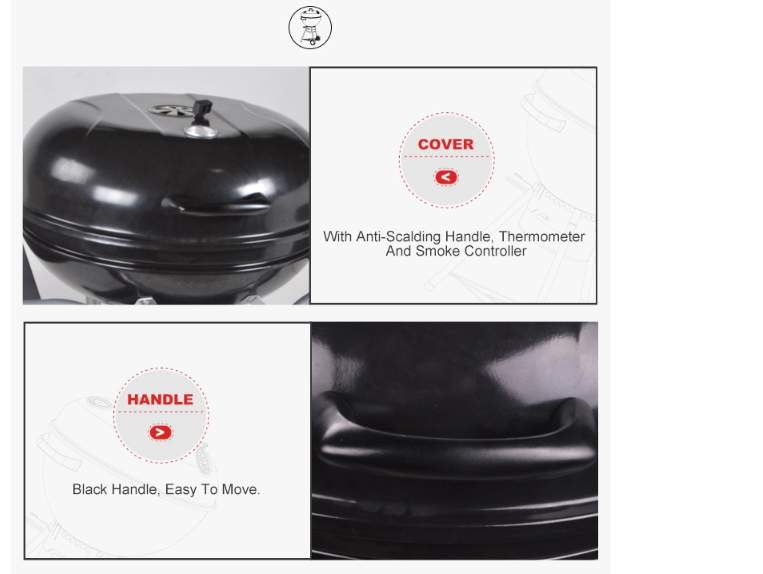 COVER
<
With Anti-Scalding Handle, Thermometer
And Smoke Controller
HANDLE
>
Black Handle, Easy To Move.